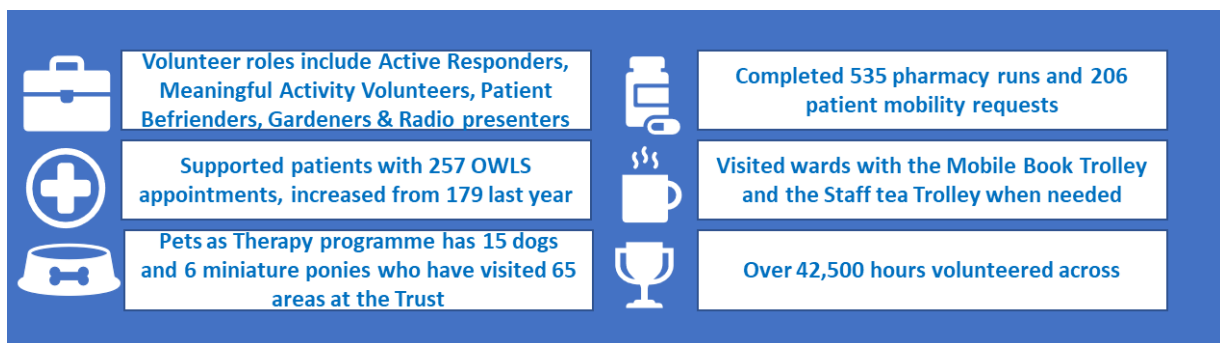 Volunteer roles include Active Responders,
Meaningful Activity Volunteers, Patient
Befrienders, Gardeners & Radio presenters
Completed 535 pharmacy runs and 206
patient mobility requests
Supported patients with 257 OWLS
appointments, increased from 179 last year
Visited wards with the Mobile Book Trolley
and the Staff tea Trolley when needed
Pets as Therapy programme has 15 dogs
and 6 miniature ponies who have visited 65
areas at the Trust
Over 42,500 hours volunteered across